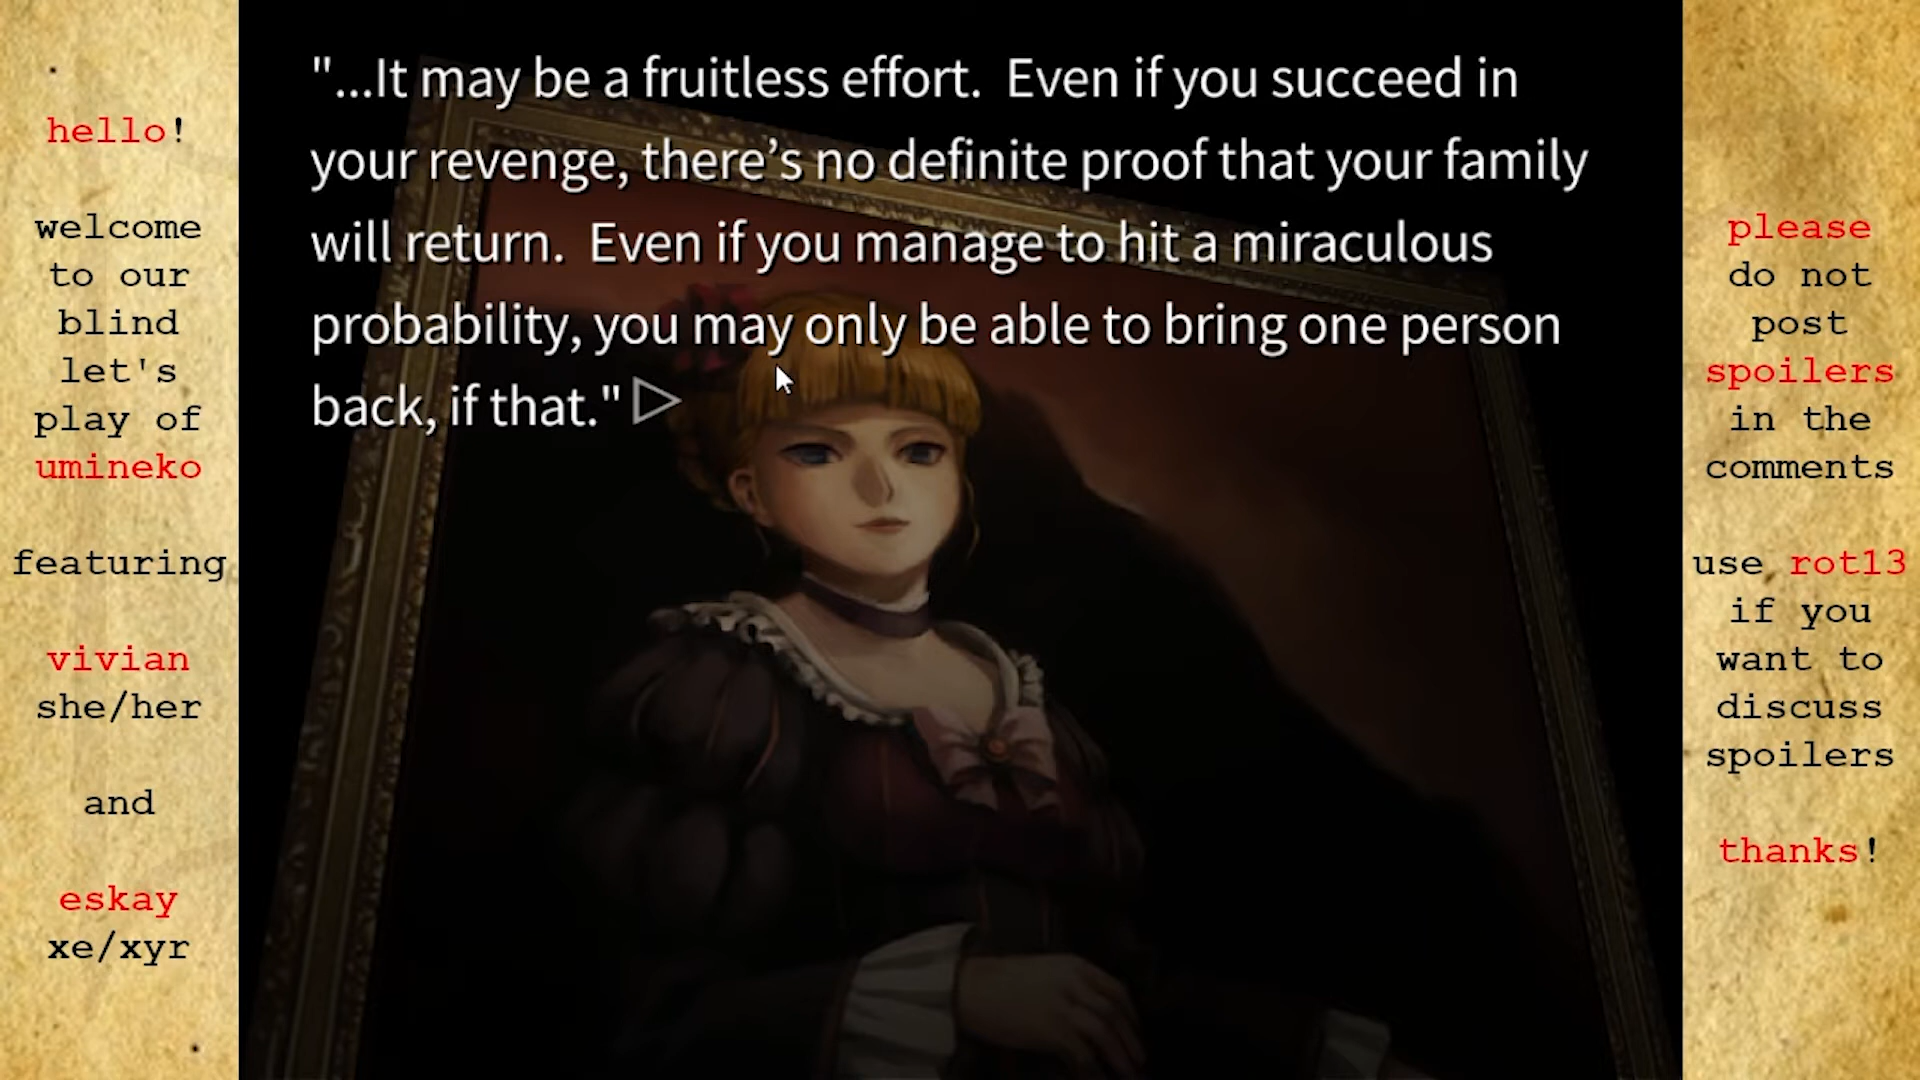 hello!
welcome
to our
blind
let's
play of
umineko
featuring
vivian
she/her
and
eskay
xe/xyr
"...It may be a fruitless effort.  Even if you succeed in
your revenge, there’s no definite proof that your family
will return.  Even if you manage to hit a miraculous
probability, you may only be able to bring one person
back, if that."
please
do not
post
spoilers
in the
comments
use rot13
if you
want to
discuss
spoilers
thanks!